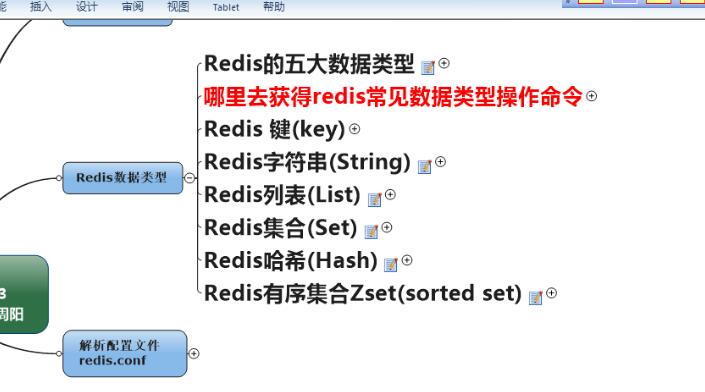 能 插入 设计 审阅 视图 Tablet 帮助
Redis的五大数据类型
哪里去获得redis常见数据类型操作命令
Redis 键(key)
Redis字符串(String)
Redis数据类型
Redis列表(List)
Redis集合(Set)
Redis哈希(Hash)
Redis有序集合Zset(sorted set)
3
周阳
解析配置文件
redis.conf